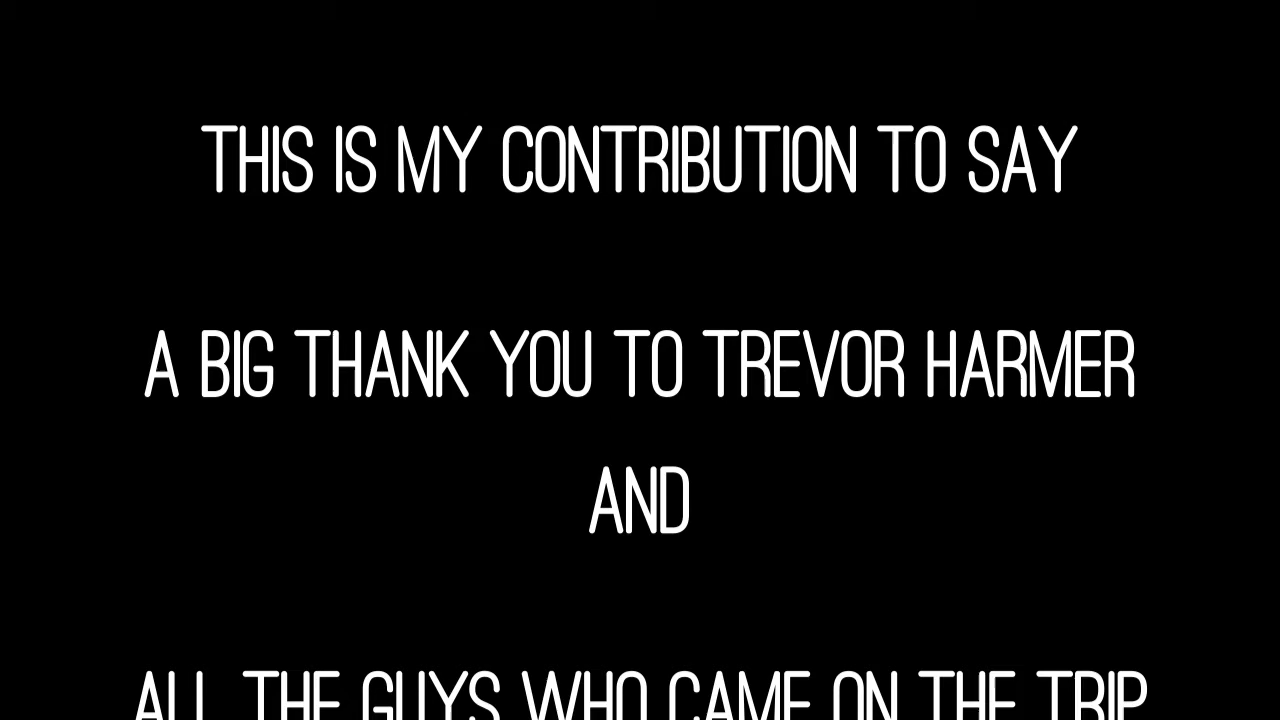 THIS IS MY CONTRIBUTION TO SAY
A BIG THANK YOU TO TREVOR HARMER
AND
ALL THE GUYS WHO CAME ON THE TRIP